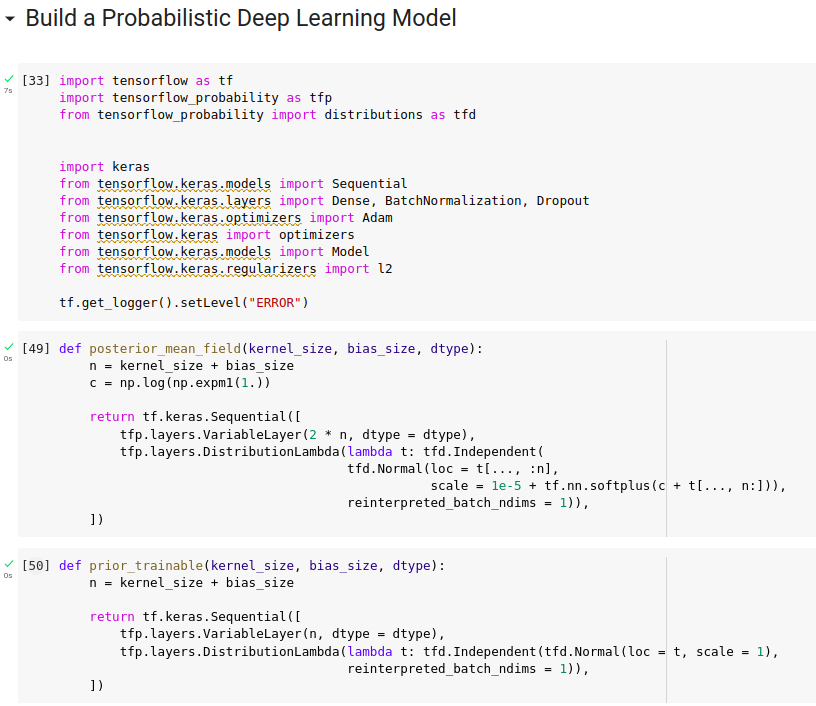 Build a Probabilistic Deep Learning Model
[33] import tensorflow as tf
7s
import tensorflow_probability as tfp
from tensorflow_probability import distributions as tfd
import keras
from tensorflow.keras.models import Sequential
from tensorflow.keras.layers import Dense, BatchNormalization, Dropout
from tensorflow.keras.optimizers import Adam
from tensorflow.keras import optimizers
from tensorflow.keras.models import Model
from tensorflow.keras.regularizers import l2
tf.get_logger().setLevel("ERROR")
[49] def posterior_mean_field(kernel_size, bias_size, dtype):
0s
n = kernel_size + bias_size
c = np.log(np.expm1(1.))
return tf.keras.Sequential([
tfp.layers.VariableLayer(2 * n, dtype = dtype),
tfp.layers.DistributionLambda(lambda t: tfd.Independent(
tfd.Normal(loc = t[..., :n],
scale = 1e-5 + tf.nn.softplus(c + t[..., n:])),
reinterpreted_batch_ndims = 1)),
])
[50] def prior_trainable(kernel_size, bias_size, dtype):
0s
n = kernel_size + bias_size
return tf.keras.Sequential([
tfp.layers.VariableLayer(n, dtype = dtype),
tfp.layers.DistributionLambda(lambda t: tfd.Independent(tfd.Normal(loc = t, scale = 1),
reinterpreted_batch_ndims = 1)),
])